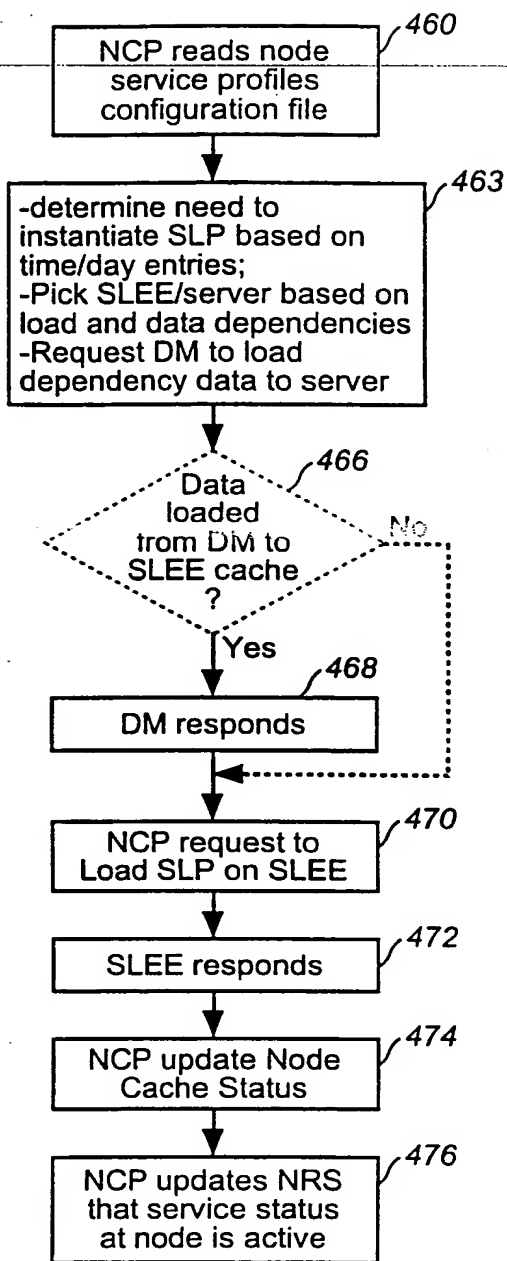 460
NCP reads node
service profiles
configuration file
463
-determine need to
instantiate SLP based on
time/day entries;
-Pick SLEE/server based on
load and data dependencies
-Request DM to load
dependency data to server
466
Data
loaded
from DM to
SLEE cache
?
No
Yes
468
DM responds
470
NCP request to
Load SLP on SLEE
472
SLEE responds
474
NCP update Node
Cache Status
476
NCP updates NRS
that service status
at node is active